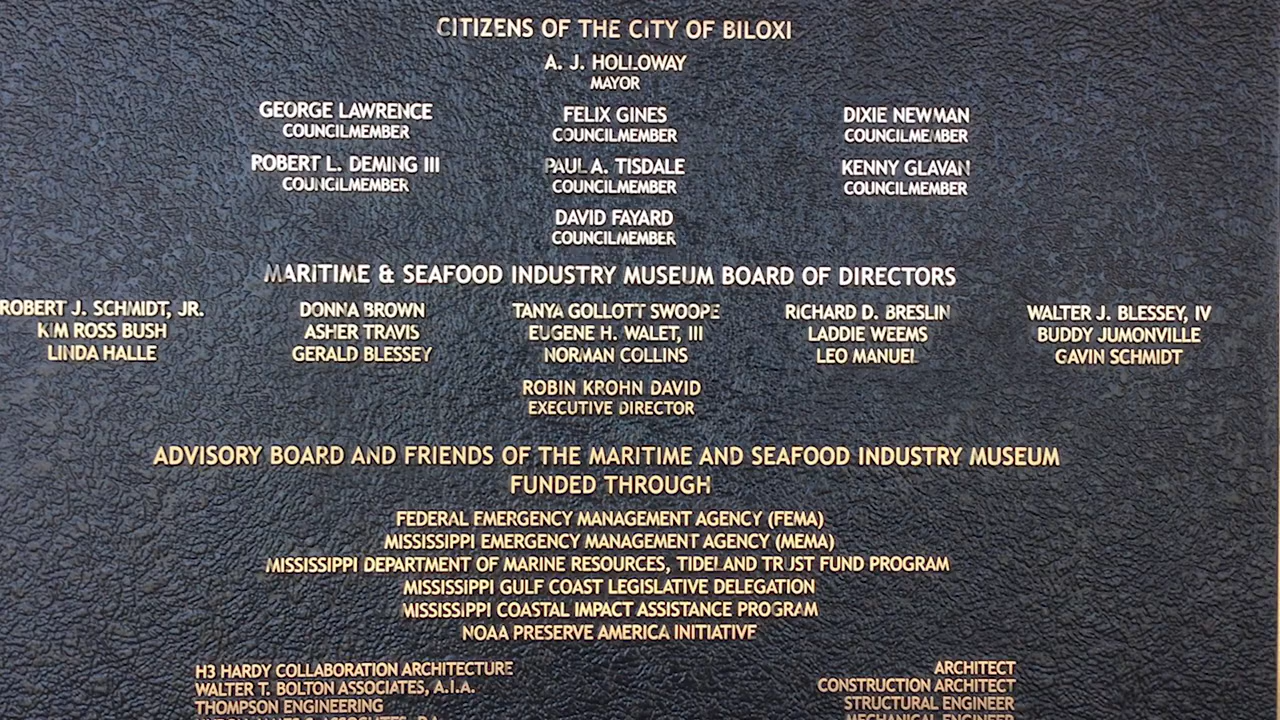 CITIZENS OF THE CITY OF BILOXI
A. J. HOLLOWAY
MAYOR
GEORGE LAWRENCE FELIX GINES DIXIE NEWMAN
COUNCILMEMBER COUNCILMEMBER COUNCILMEMBER
ROBERT L. DEMING III PAUL A. TISDALE KENNY GLAVAN
COUNCILMEMBER COUNCILMEMBER COUNCILMEMBER
DAVID FAYARD
COUNCILMEMBER
MARITIME & SEAFOOD INDUSTRY MUSEUM BOARD OF DIRECTORS
ROBERT J. SCHMIDT, JR. DONNA BROWN TANYA GOLLOTT SWOOPE RICHARD D. BRESLIN WALTER J. BLESSEY, IV
KIM ROSS BUSH ASHER TRAVIS EUGENE H. WALET, III LADDIE WEEMS BUDDY JUMONVILLE
LINDA HALLE GERALD BLESSEY NORMAN COLLINS LEO MANUEL GAVIN SCHMIDT
ROBIN KROHN DAVID
EXECUTIVE DIRECTOR
ADVISORY BOARD AND FRIENDS OF THE MARITIME AND SEAFOOD INDUSTRY MUSEUM
FUNDED THROUGH
FEDERAL EMERGENCY MANAGEMENT AGENCY (FEMA)
MISSISSIPPI EMERGENCY MANAGEMENT AGENCY (MEMA)
MISSISSIPPI DEPARTMENT OF MARINE RESOURCES, TIDELAND TRUST FUND PROGRAM
MISSISSIPPI GULF COAST LEGISLATIVE DELEGATION
MISSISSIPPI COASTAL IMPACT ASSISTANCE PROGRAM
NOAA PRESERVE AMERICA INITIATIVE
H3 HARDY COLLABORATION ARCHITECTURE ARCHITECT
WALTER T. BOLTON ASSOCIATES, A.I.A. CONSTRUCTION ARCHITECT
THOMPSON ENGINEERING STRUCTURAL ENGINEER
MECHANICAL ENGINEER